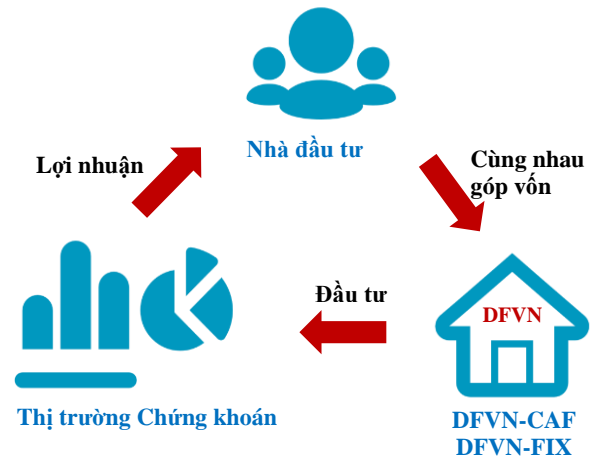 Nhà đầu tư
Lợi nhuận
Cùng nhau
góp vốn
Đầu tư
DFVN
Thị trường Chứng khoán
DFVN-CAF
DFVN-FIX